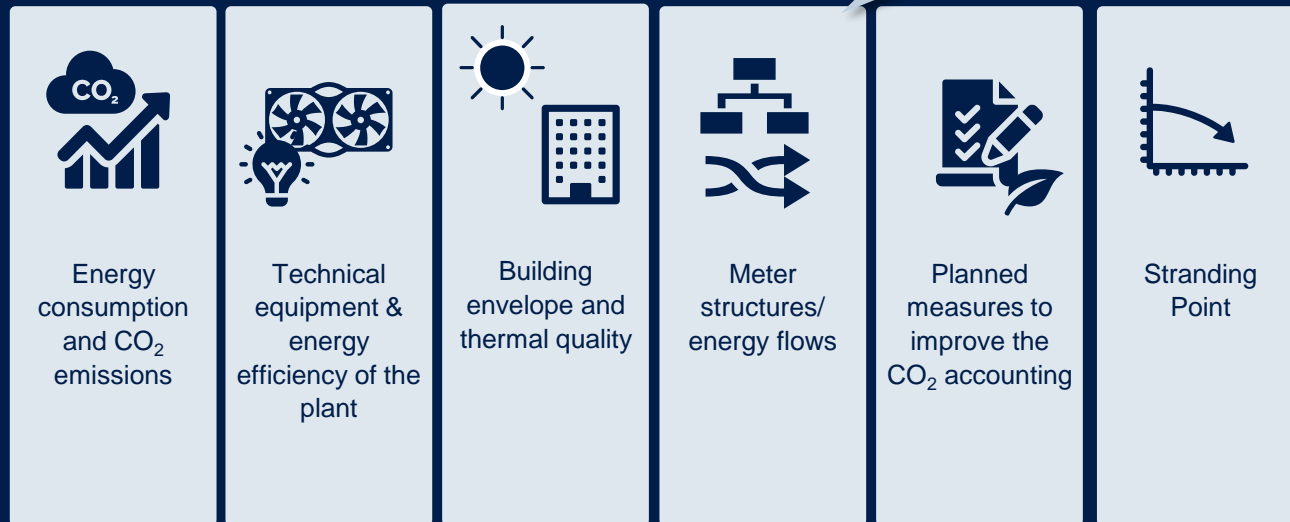 CO₂
Energy
consumption
and CO₂
emissions
Technical
equipment &
energy
efficiency of the
plant
Building
envelope and
thermal quality
Meter
structures/
energy flows
Planned
measures to
improve the
CO₂ accounting
Stranding
Point